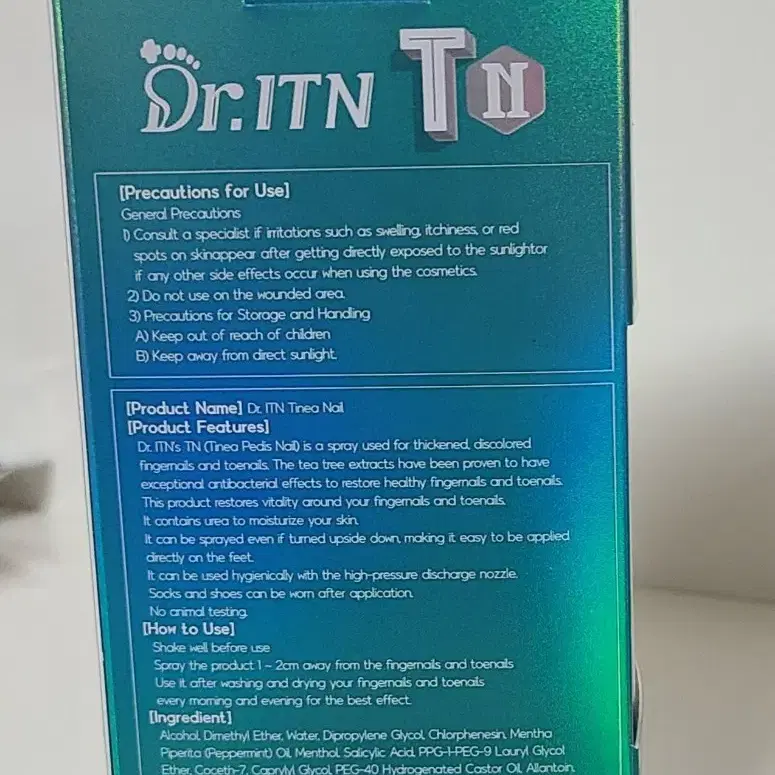 Dr.ITN TN
[Precautions for Use]
General Precautions
1) Consult a specialist if irritations such as swelling, itchiness, or red
spots on skinappear after getting directly exposed to the sunlightor
if any other side effects occur when using the cosmetics.
2) Do not use on the wounded area.
3) Precautions for Storage and Handling
A) Keep out of reach of children
B) Keep away from direct sunlight.
[Product Name] Dr. ITN Tinea Nail
[Product Features]
Dr. ITN's TN (Tinea Pedis Nail) is a spray used for thickened, discolored
fingernails and toenails. The tea tree extracts have been proven to have
exceptional antibacterial effects to restore healthy fingernails and toenails.
This product restores vitality around your fingernails and toenails.
It contains urea to moisturize your skin.
It can be sprayed even if turned upside down, making it easy to be applied
directly on the feet.
It can be used hygienically with the high-pressure discharge nozzle.
Socks and shoes can be worn after application.
No animal testing.
[How to Use]
Shake well before use
Spray the product 1 ~ 2cm away from the fingernails and toenails
Use it after washing and drying your fingernails and toenails
every morning and evening for the best effect.
[Ingredient]
Alcohol, Dimethyl Ether, Water, Dipropylene Glycol, Chlorphenesin, Mentha
Piperita (Peppermint) Oil, Menthol, Salicylic Acid, PPG-1-PEG-9 Lauryl Glycol
Ether, Coceth-7, Caprylyl Glycol, PEG-40 Hydrogenated Castor Oil, Allantoin,